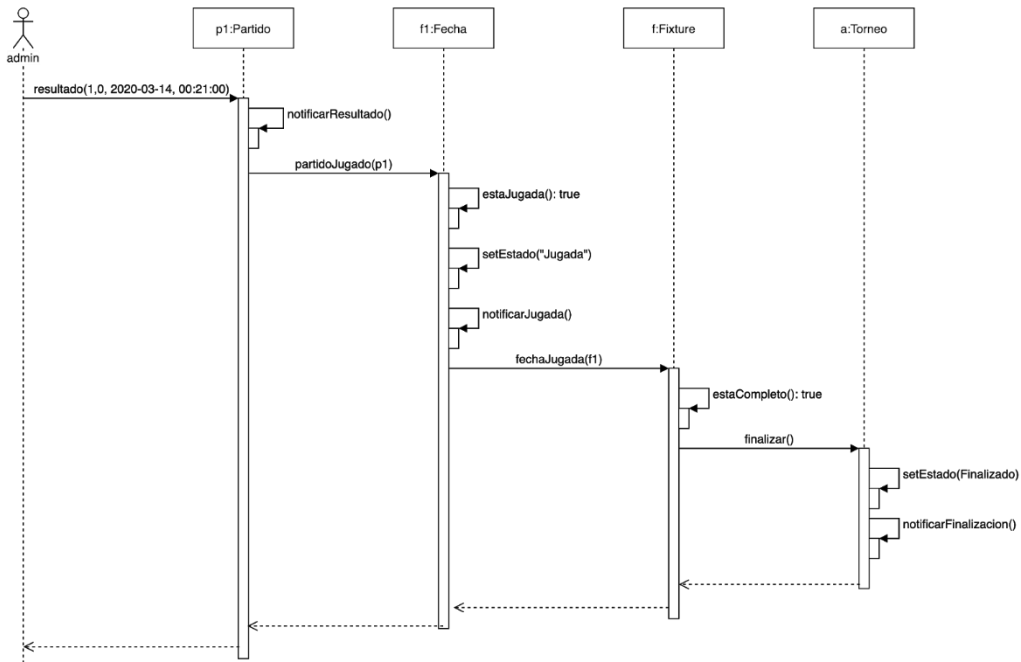 p1:Partido
f1:Fecha
f:Fixture
a:Torneo
admin
resultado(1,0, 2020-03-14, 00:21:00)
notificarResultado()
partidoJugado(p1)
estaJugada(): true
setEstado("Jugada")
notificarJugada()
fechaJugada(f1)
estaCompleto(): true
finalizar()
setEstado(Finalizado)
notificarFinalizacion()